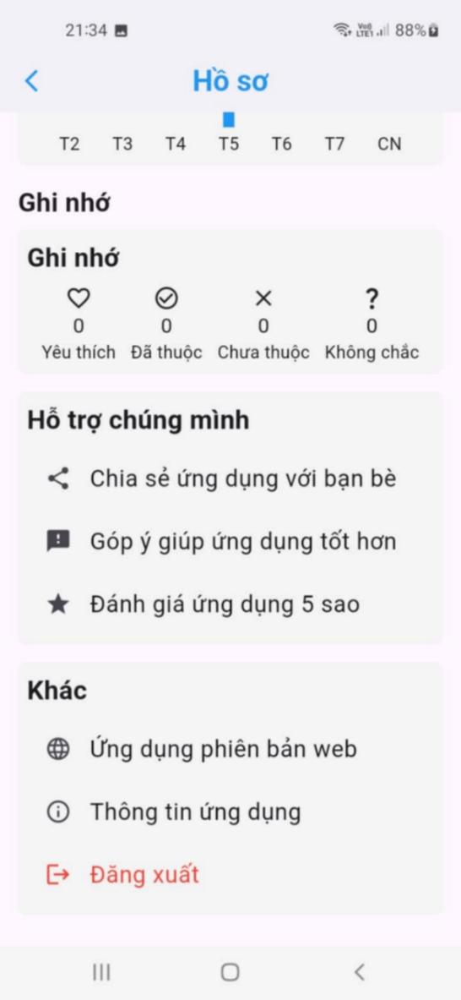 21:34 Vo) LTE1 88%
Hồ sơ
T2 T3 T4 T5 T6 T7 CN
Ghi nhớ
Ghi nhớ
?
0 0 0 0
Yêu thích Đã thuộc Chưa thuộc Không chắc
Hỗ trợ chúng mình
Chia sẻ ứng dụng với bạn bè
Góp ý giúp ứng dụng tốt hơn
Đánh giá ứng dụng 5 sao
Khác
Ứng dụng phiên bản web
Thông tin ứng dụng
Đăng xuất